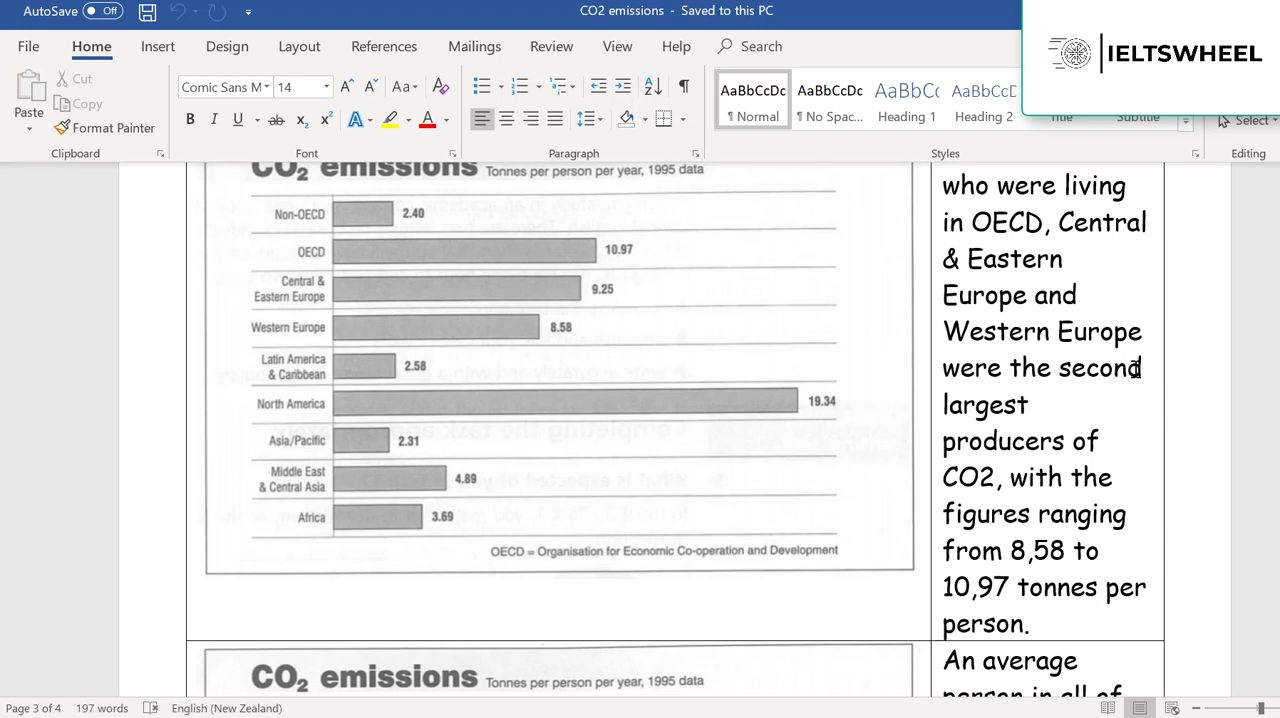 AutoSave Off CO2 emissions - Saved to this PC
IELTSWHEEL
File Home Insert Design Layout References Mailings Review View Help Search
Paste
Cut
Copy
Format Painter
Comic Sans M 14
AaBbCcDc AaBbCcDc AaBbCc AaBbCcD
¶ Normal ¶ No Spac... Heading 1 Heading 2 Title Subtitle
Select
Clipboard Font Paragraph Styles Editing
CO2 emissions Tonnes per person per year, 1995 data
Non-OECD 2.40
OECD 10.97
Central &
Eastern Europe 9.25
Western Europe 8.58
Latin America
& Caribbean 2.58
North America 19.34
Asia/Pacific 2.31
Middle East
& Central Asia 4.89
Africa 3.69
OECD = Organisation for Economic Co-operation and Development
who were living
in OECD, Central
& Eastern
Europe and
Western Europe
were the second
largest
producers of
CO2, with the
figures ranging
from 8,58 to
10,97 tonnes per
person.
CO2 emissions Tonnes per person per year, 1995 data
An average
person in all of
Page 3 of 4 197 words English (New Zealand)